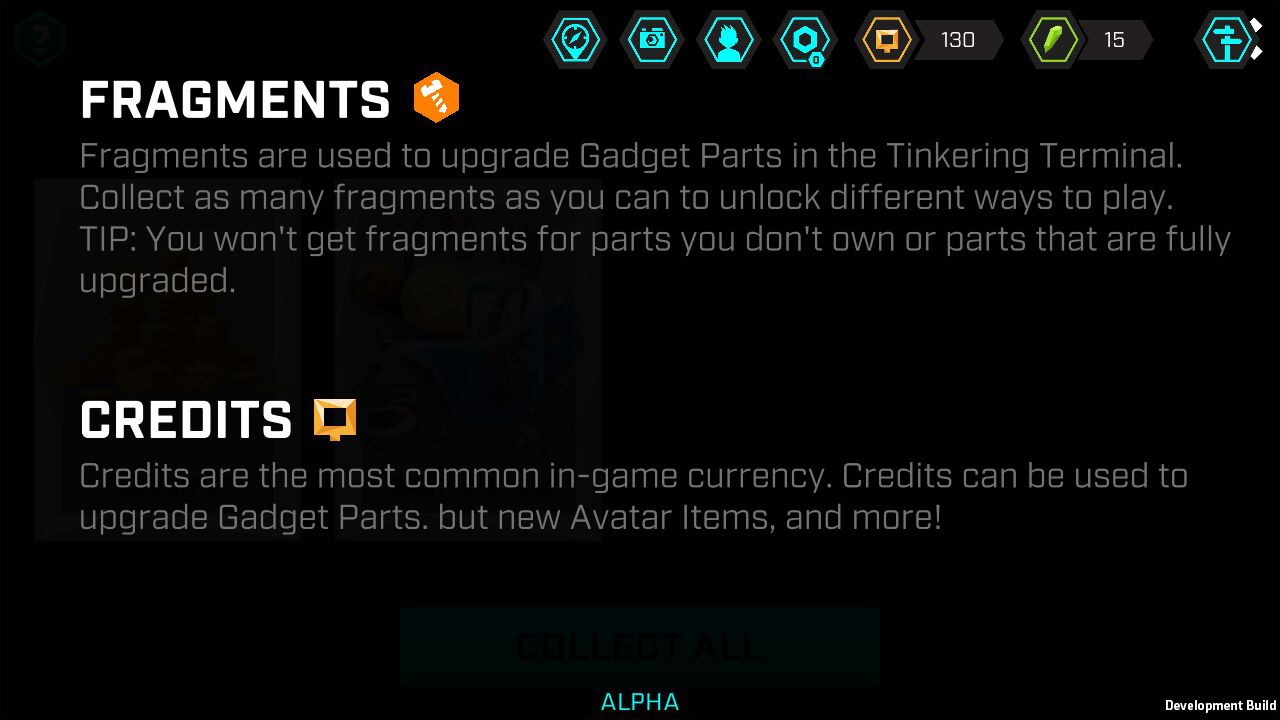 ?
0
130
15
FRAGMENTS
Fragments are used to upgrade Gadget Parts in the Tinkering Terminal.
Collect as many fragments as you can to unlock different ways to play.
TIP: You won't get fragments for parts you don't own or parts that are fully
upgraded.
CREDITS
Credits are the most common in-game currency. Credits can be used to
upgrade Gadget Parts. but new Avatar Items, and more!
COLLECT ALL
ALPHA
Development Build